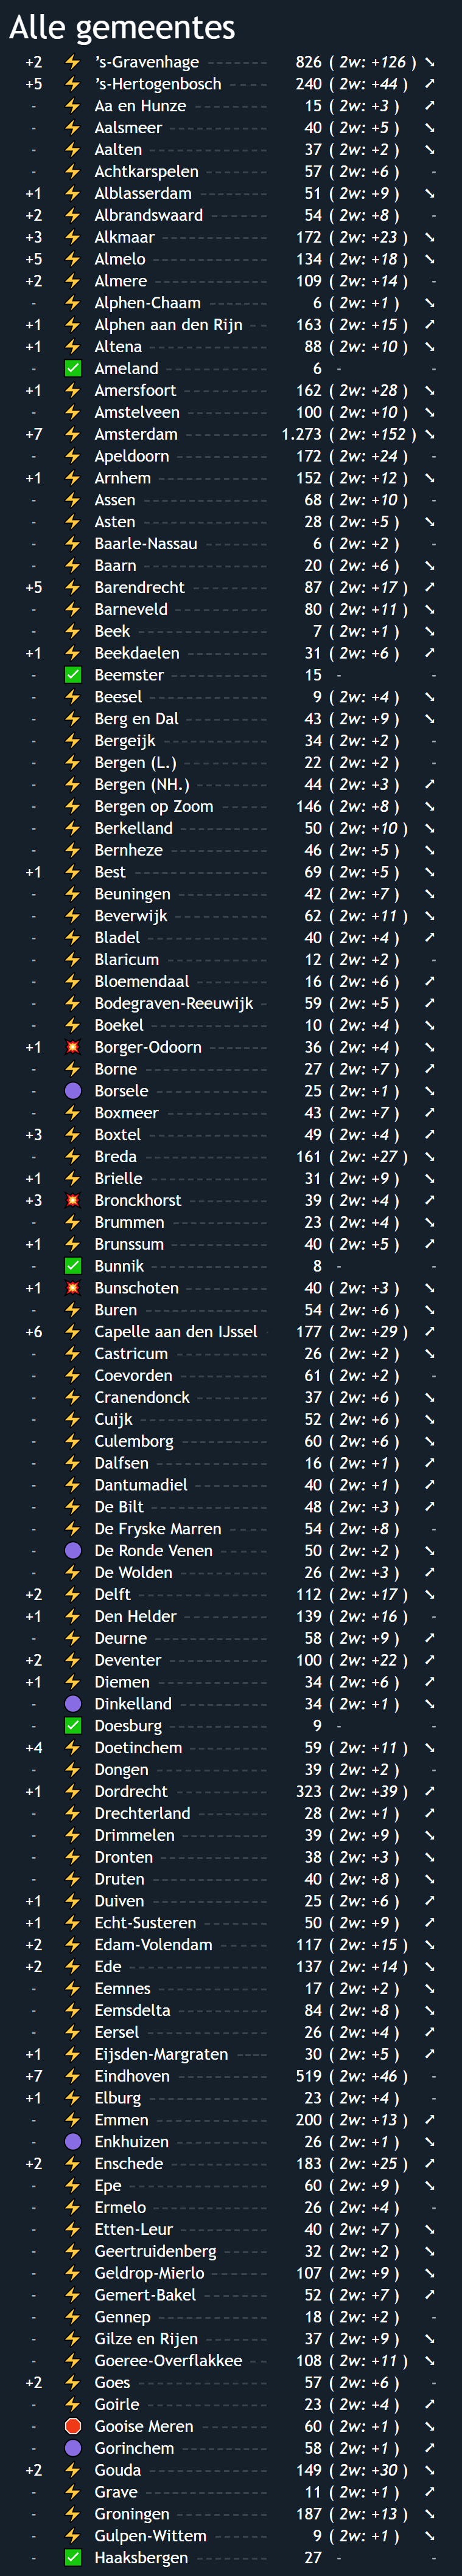 Alle gemeentes
+2 ⚡ ’s-Gravenhage 826 ( 2w: +126 ) ➘
+5 ⚡ ’s-Hertogenbosch 240 ( 2w: +44 ) ➚
- ⚡ Aa en Hunze 15 ( 2w: +3 ) ➚
- ⚡ Aalsmeer 40 ( 2w: +5 ) ➘
- ⚡ Aalten 37 ( 2w: +2 ) ➘
- ⚡ Achtkarspelen 57 ( 2w: +6 ) -
+1 ⚡ Alblasserdam 51 ( 2w: +9 ) ➘
+2 ⚡ Albrandswaard 54 ( 2w: +8 ) -
+3 ⚡ Alkmaar 172 ( 2w: +23 ) ➘
+5 ⚡ Almelo 134 ( 2w: +18 ) ➘
+2 ⚡ Almere 109 ( 2w: +14 ) -
- ⚡ Alphen-Chaam 6 ( 2w: +1 ) ➘
+1 ⚡ Alphen aan den Rijn 163 ( 2w: +15 ) ➚
+1 ⚡ Altena 88 ( 2w: +10 ) ➘
- ✅ Ameland 6 - -
+1 ⚡ Amersfoort 162 ( 2w: +28 ) ➘
- ⚡ Amstelveen 100 ( 2w: +10 ) ➘
+7 ⚡ Amsterdam 1.273 ( 2w: +152 ) ➘
- ⚡ Apeldoorn 172 ( 2w: +24 ) -
+1 ⚡ Arnhem 152 ( 2w: +12 ) ➘
- ⚡ Assen 68 ( 2w: +10 ) -
- ⚡ Asten 28 ( 2w: +5 ) ➘
- ⚡ Baarle-Nassau 6 ( 2w: +2 ) -
- ⚡ Baarn 20 ( 2w: +6 ) ➘
+5 ⚡ Barendrecht 87 ( 2w: +17 ) ➚
- ⚡ Barneveld 80 ( 2w: +11 ) ➘
- ⚡ Beek 7 ( 2w: +1 ) ➘
+1 ⚡ Beekdaelen 31 ( 2w: +6 ) ➚
- ✅ Beemster 15 - -
- ⚡ Beesel 9 ( 2w: +4 ) ➘
- ⚡ Berg en Dal 43 ( 2w: +9 ) ➘
- ⚡ Bergeijk 34 ( 2w: +2 ) -
- ⚡ Bergen (L.) 22 ( 2w: +2 ) -
- ⚡ Bergen (NH.) 44 ( 2w: +3 ) ➚
- ⚡ Bergen op Zoom 146 ( 2w: +8 ) ➘
- ⚡ Berkelland 50 ( 2w: +10 ) ➘
- ⚡ Bernheze 46 ( 2w: +5 ) ➘
+1 ⚡ Best 69 ( 2w: +5 ) ➘
- ⚡ Beuningen 42 ( 2w: +7 ) ➘
- ⚡ Beverwijk 62 ( 2w: +11 ) ➘
- ⚡ Bladel 40 ( 2w: +4 ) ➚
- ⚡ Blaricum 12 ( 2w: +2 ) -
- ⚡ Bloemendaal 16 ( 2w: +6 ) ➚
- ⚡ Bodegraven-Reeuwijk 59 ( 2w: +5 ) ➚
- ⚡ Boekel 10 ( 2w: +4 ) ➘
+1 💥 Borger-Odoorn 36 ( 2w: +4 ) ➘
- ⚡ Borne 27 ( 2w: +7 ) ➚
- 🟣 Borsele 25 ( 2w: +1 ) ➘
- ⚡ Boxmeer 43 ( 2w: +7 ) ➚
+3 ⚡ Boxtel 49 ( 2w: +4 ) ➚
- ⚡ Breda 161 ( 2w: +27 ) ➘
+1 ⚡ Brielle 31 ( 2w: +9 ) ➘
+3 💥 Bronckhorst 39 ( 2w: +4 ) ➚
- ⚡ Brummen 23 ( 2w: +4 ) ➘
+1 ⚡ Brunssum 40 ( 2w: +5 ) ➚
- ✅ Bunnik 8 - -
+1 💥 Bunschoten 40 ( 2w: +3 ) ➘
- ⚡ Buren 54 ( 2w: +6 ) ➘
+6 ⚡ Capelle aan den IJssel 177 ( 2w: +29 ) ➚
- ⚡ Castricum 26 ( 2w: +2 ) ➘
- ⚡ Coevorden 61 ( 2w: +2 ) -
- ⚡ Cranendonck 37 ( 2w: +6 ) ➘
- ⚡ Cuijk 52 ( 2w: +6 ) ➘
- ⚡ Culemborg 60 ( 2w: +6 ) ➘
- ⚡ Dalfsen 16 ( 2w: +1 ) ➚
- ⚡ Dantumadiel 40 ( 2w: +1 ) ➚
- ⚡ De Bilt 48 ( 2w: +3 ) ➚
- ⚡ De Fryske Marren 54 ( 2w: +8 ) -
- 🟣 De Ronde Venen 50 ( 2w: +2 ) ➘
- ⚡ De Wolden 26 ( 2w: +3 ) ➚
+2 ⚡ Delft 112 ( 2w: +17 ) ➘
+1 ⚡ Den Helder 139 ( 2w: +16 ) -
- ⚡ Deurne 58 ( 2w: +9 ) ➚
+2 ⚡ Deventer 100 ( 2w: +22 ) ➚
+1 ⚡ Diemen 34 ( 2w: +6 ) ➚
- 🟣 Dinkelland 34 ( 2w: +1 ) ➘
- ✅ Doesburg 9 - -
+4 ⚡ Doetinchem 59 ( 2w: +11 ) ➘
- ⚡ Dongen 39 ( 2w: +2 ) -
+1 ⚡ Dordrecht 323 ( 2w: +39 ) ➚
- ⚡ Drechterland 28 ( 2w: +1 ) ➚
- ⚡ Drimmelen 39 ( 2w: +9 ) ➘
- ⚡ Dronten 38 ( 2w: +3 ) ➘
- ⚡ Druten 40 ( 2w: +8 ) ➘
+1 ⚡ Duiven 25 ( 2w: +6 ) ➚
+1 ⚡ Echt-Susteren 50 ( 2w: +9 ) ➚
+2 ⚡ Edam-Volendam 117 ( 2w: +15 ) ➘
+2 ⚡ Ede 137 ( 2w: +14 ) ➘
- ⚡ Eemnes 17 ( 2w: +2 ) ➘
- ⚡ Eemsdelta 84 ( 2w: +8 ) ➘
- ⚡ Eersel 26 ( 2w: +4 ) ➚
+1 ⚡ Eijsden-Margraten 30 ( 2w: +5 ) ➚
+7 ⚡ Eindhoven 519 ( 2w: +46 ) -
+1 ⚡ Elburg 23 ( 2w: +4 ) -
- ⚡ Emmen 200 ( 2w: +13 ) ➚
- 🟣 Enkhuizen 26 ( 2w: +1 ) ➘
+2 ⚡ Enschede 183 ( 2w: +25 ) ➚
- ⚡ Epe 60 ( 2w: +9 ) ➘
- ⚡ Ermelo 26 ( 2w: +4 ) -
- ⚡ Etten-Leur 40 ( 2w: +7 ) ➘
- ⚡ Geertruidenberg 32 ( 2w: +2 ) ➘
- ⚡ Geldrop-Mierlo 107 ( 2w: +9 ) ➘
- ⚡ Gemert-Bakel 52 ( 2w: +7 ) ➚
- ⚡ Gennep 18 ( 2w: +2 ) -
- ⚡ Gilze en Rijen 37 ( 2w: +9 ) ➘
- ⚡ Goeree-Overflakkee 108 ( 2w: +11 ) ➘
+2 ⚡ Goes 57 ( 2w: +6 ) -
- ⚡ Goirle 23 ( 2w: +4 ) ➚
- 🛑 Gooise Meren 60 ( 2w: +1 ) ➘
- 🟣 Gorinchem 58 ( 2w: +1 ) ➚
+2 ⚡ Gouda 149 ( 2w: +30 ) ➘
- ⚡ Grave 11 ( 2w: +1 ) ➚
- ⚡ Groningen 187 ( 2w: +13 ) ➘
- ⚡ Gulpen-Wittem 9 ( 2w: +1 ) ➘
- ✅ Haaksbergen 27 - -